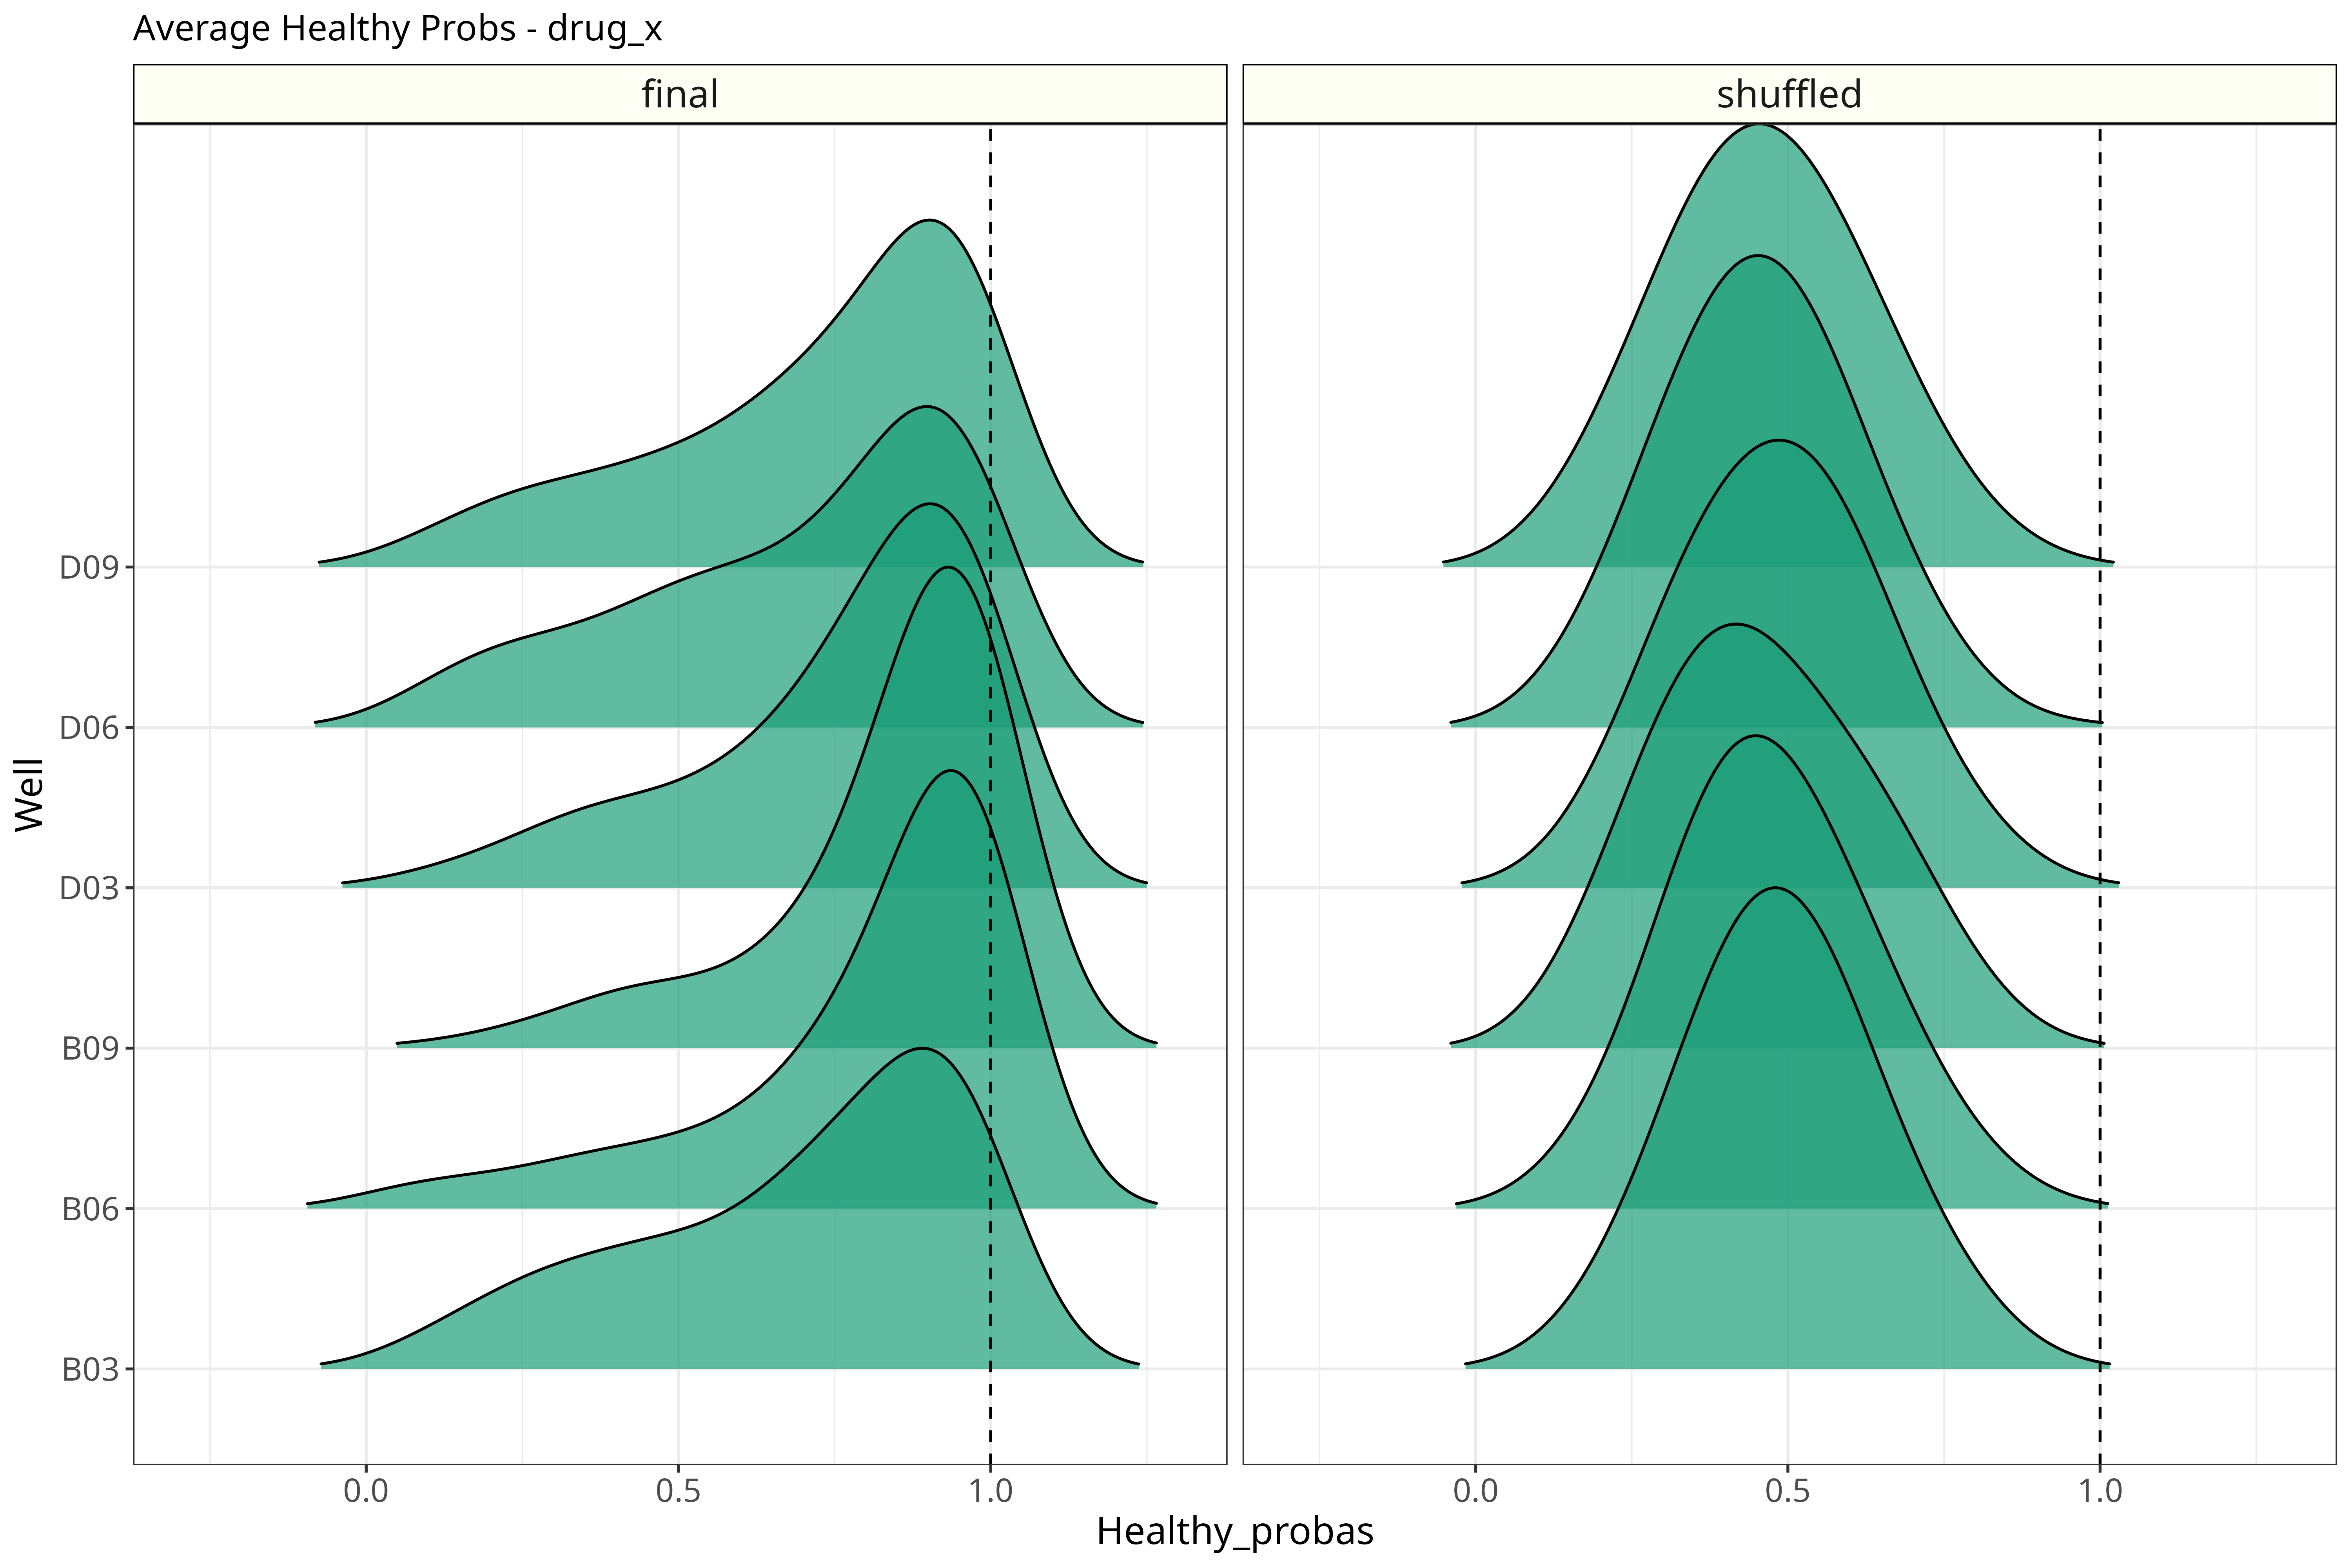 Average Healthy Probs - drug_x
final
shuffled
Well
D09
D06
D03
B09
B06
B03
0.0 0.5 1.0
0.0 0.5 1.0
Healthy_probas